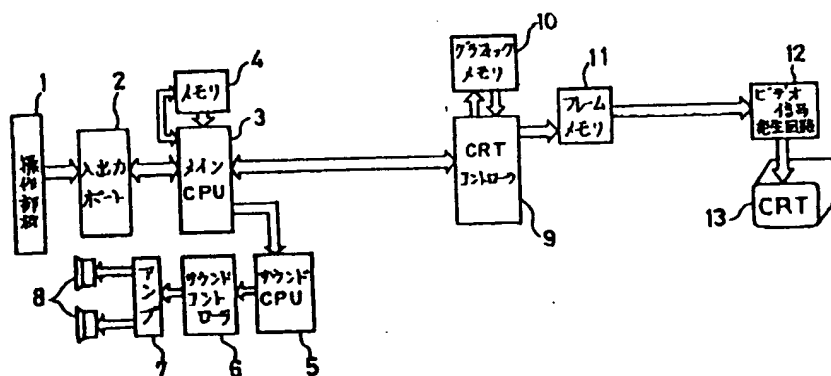 1
操作部材
2
入出力
ポート
4
メモリ
3
メイン
CPU
10
グラフィック
メモリ
CRT
コントローラ
9
11
フレーム
メモリ
12
ビデオ
信号
発生回路
13
CRT
8
アンプ
7
サウンド
コント
ローラ
6
サウンド
CPU
5